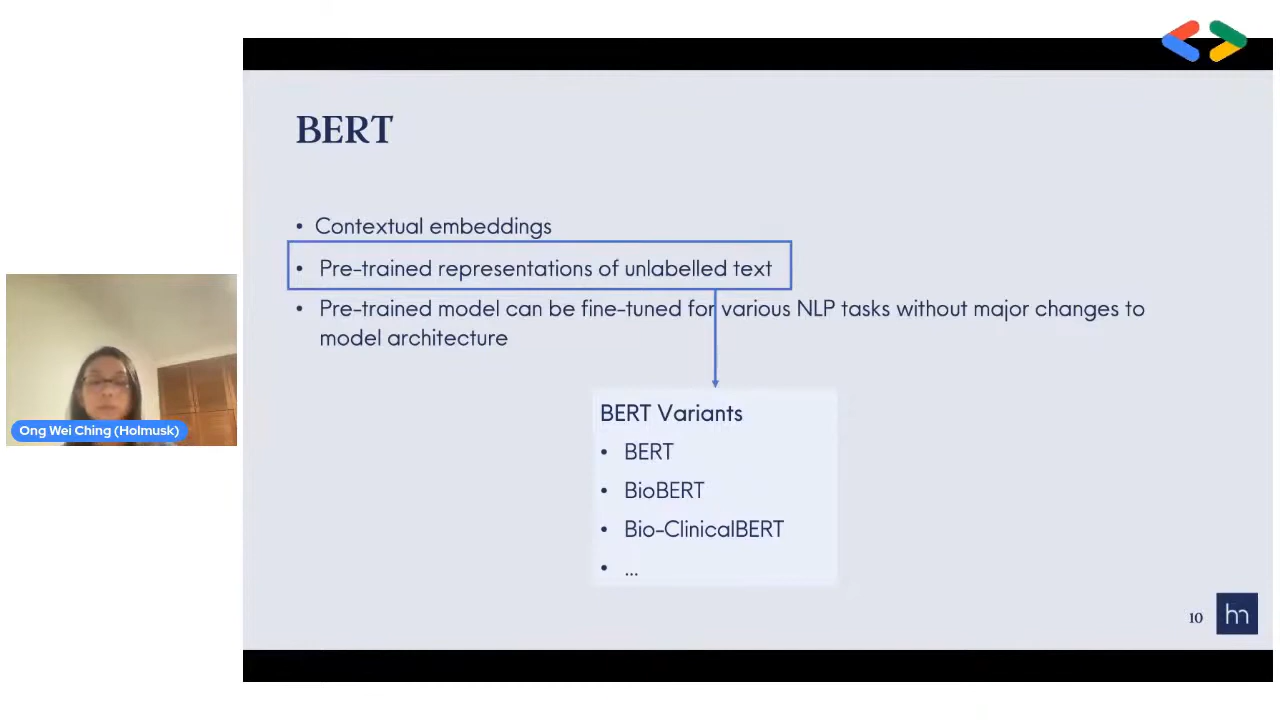 BERT
• Contextual embeddings
• Pre-trained representations of unlabelled text
• Pre-trained model can be fine-tuned for various NLP tasks without major changes to
model architecture
Ong Wei Ching (Holmusk)
BERT Variants
• BERT
• BioBERT
• Bio-ClinicalBERT
• ...
10
hm